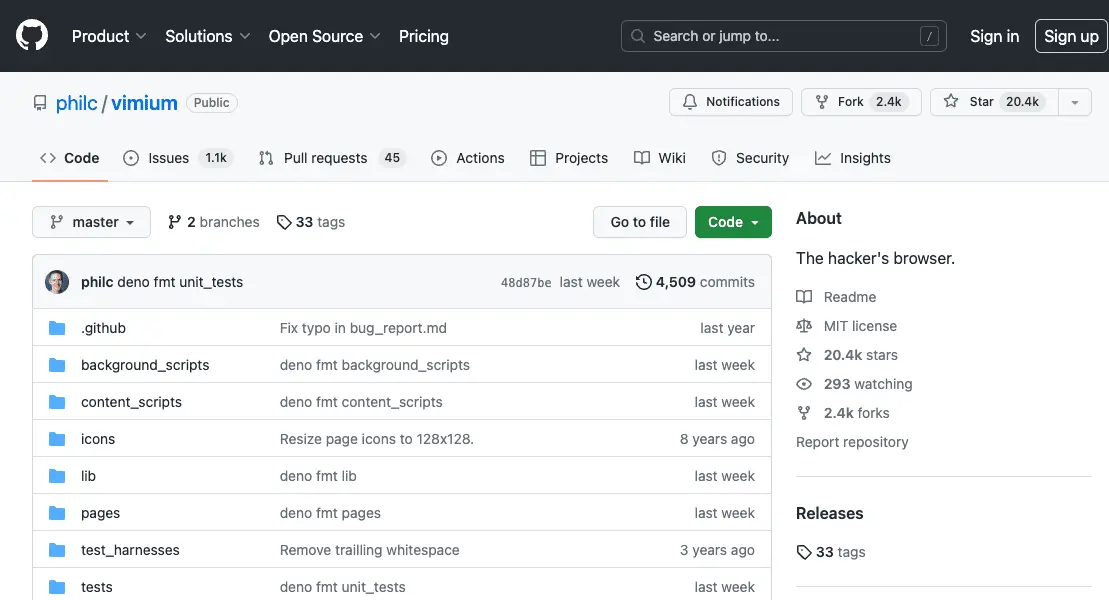 Product Solutions Open Source Pricing Search or jump to... / Sign in Sign up
philc / vimium Public Notifications Fork 2.4k Star 20.4k
Code Issues 1.1k Pull requests 45 Actions Projects Wiki Security Insights
master 2 branches 33 tags Go to file Code
philc deno fmt unit_tests 48d87be last week 4,509 commits
.github Fix typo in bug_report.md last year
background_scripts deno fmt background_scripts last week
content_scripts deno fmt content_scripts last week
icons Resize page icons to 128x128. 8 years ago
lib deno fmt lib last week
pages deno fmt pages last week
test_harnesses Remove trailling whitespace 3 years ago
tests deno fmt unit_tests last week
About
The hacker's browser.
Readme
MIT license
20.4k stars
293 watching
2.4k forks
Report repository
Releases
33 tags